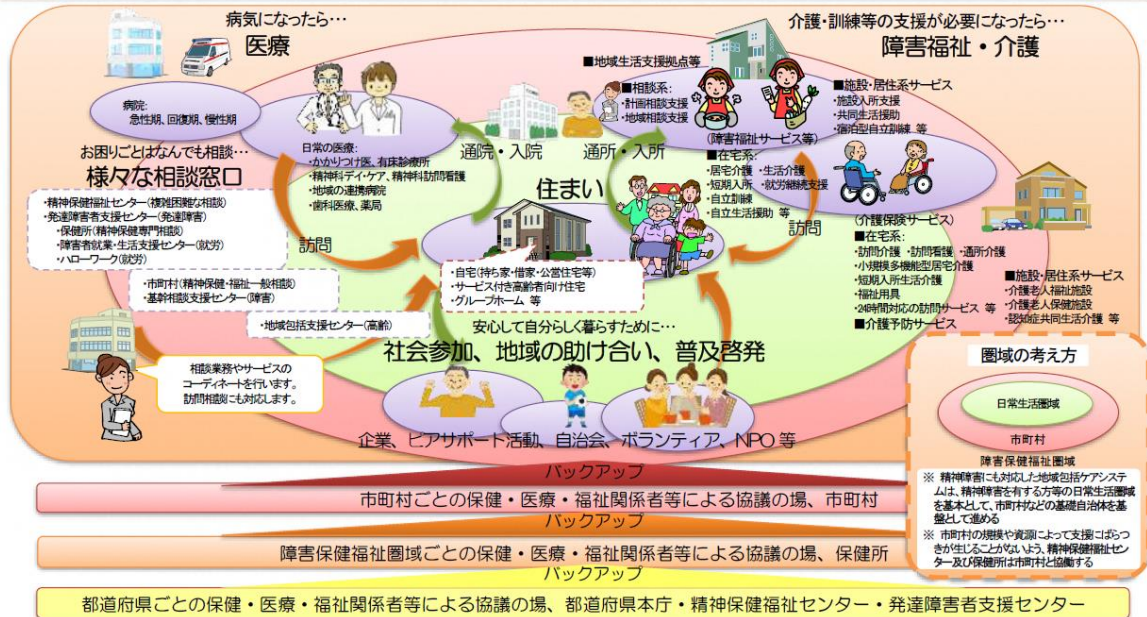 病気になったら…
医療
介護・訓練等の支援が必要になったら…
障害福祉・介護
病院:
急性期、回復期、慢性期
日常の医療:
・かかりつけ医、有床診療所
・精神科デイ・ケア、精神科訪問看護
・地域の連携病院
・歯科医療、薬局
通院・入院
通所・入所
■地域生活支援拠点等
■相談系:
・計画相談支援
・地域相談支援
(障害福祉サービス等)
■在宅系:
・居宅介護 ・生活介護
・短期入所 ・就労継続支援
・自立訓練
・自立生活援助 等
■施設・居住系サービス
・施設入所支援
・共同生活援助
・宿泊型自立訓練 等
お困りごとはなんでも相談…
様々な相談窓口
・精神保健福祉センター(複雑困難な相談)
・発達障害者支援センター(発達障害)
・保健所(精神保健専門相談)
・障害者就業・生活支援センター(就労)
・ハローワーク(就労)
・市町村(精神保健・福祉一般相談)
・基幹相談支援センター(障害)
・地域包括支援センター(高齢)
訪問
住まい
訪問
・自宅(持ち家・借家・公営住宅等)
・サービス付き高齢者向け住宅
・グループホーム 等
(介護保険サービス)
■在宅系:
・訪問介護 ・訪問看護 ・通所介護
・小規模多機能型居宅介護
・短期入所生活介護
・福祉用具
・24時間対応の訪問サービス 等
■介護予防サービス
■施設・居住系サービス
・介護老人福祉施設
・介護老人保健施設
・認知症共同生活介護 等
相談業務やサービスの
コーディネートを行います。
訪問相談にも対応します。
安心して自分らしく暮らすために…
社会参加、地域の助け合い、普及啓発
企業、ピアサポート活動、自治会、ボランティア、NPO 等
圏域の考え方
日常生活圏域
市町村
障害保健福祉圏域
※ 精神障害にも対応した地域包括ケアシステ
ムは、精神障害を有する方等の日常生活圏域
を基本として、市町村などの基礎自治体を基
盤として進める
※ 市町村の規模や資源によって支援にばらつ
きが生じることがないよう、精神保健福祉セン
ター及び保健所は市町村と協働する
バックアップ
市町村ごとの保健・医療・福祉関係者等による協議の場、市町村
バックアップ
障害保健福祉圏域ごとの保健・医療・福祉関係者等による協議の場、保健所
バックアップ
都道府県ごとの保健・医療・福祉関係者等による協議の場、都道府県本庁・精神保健福祉センター・発達障害者支援センター